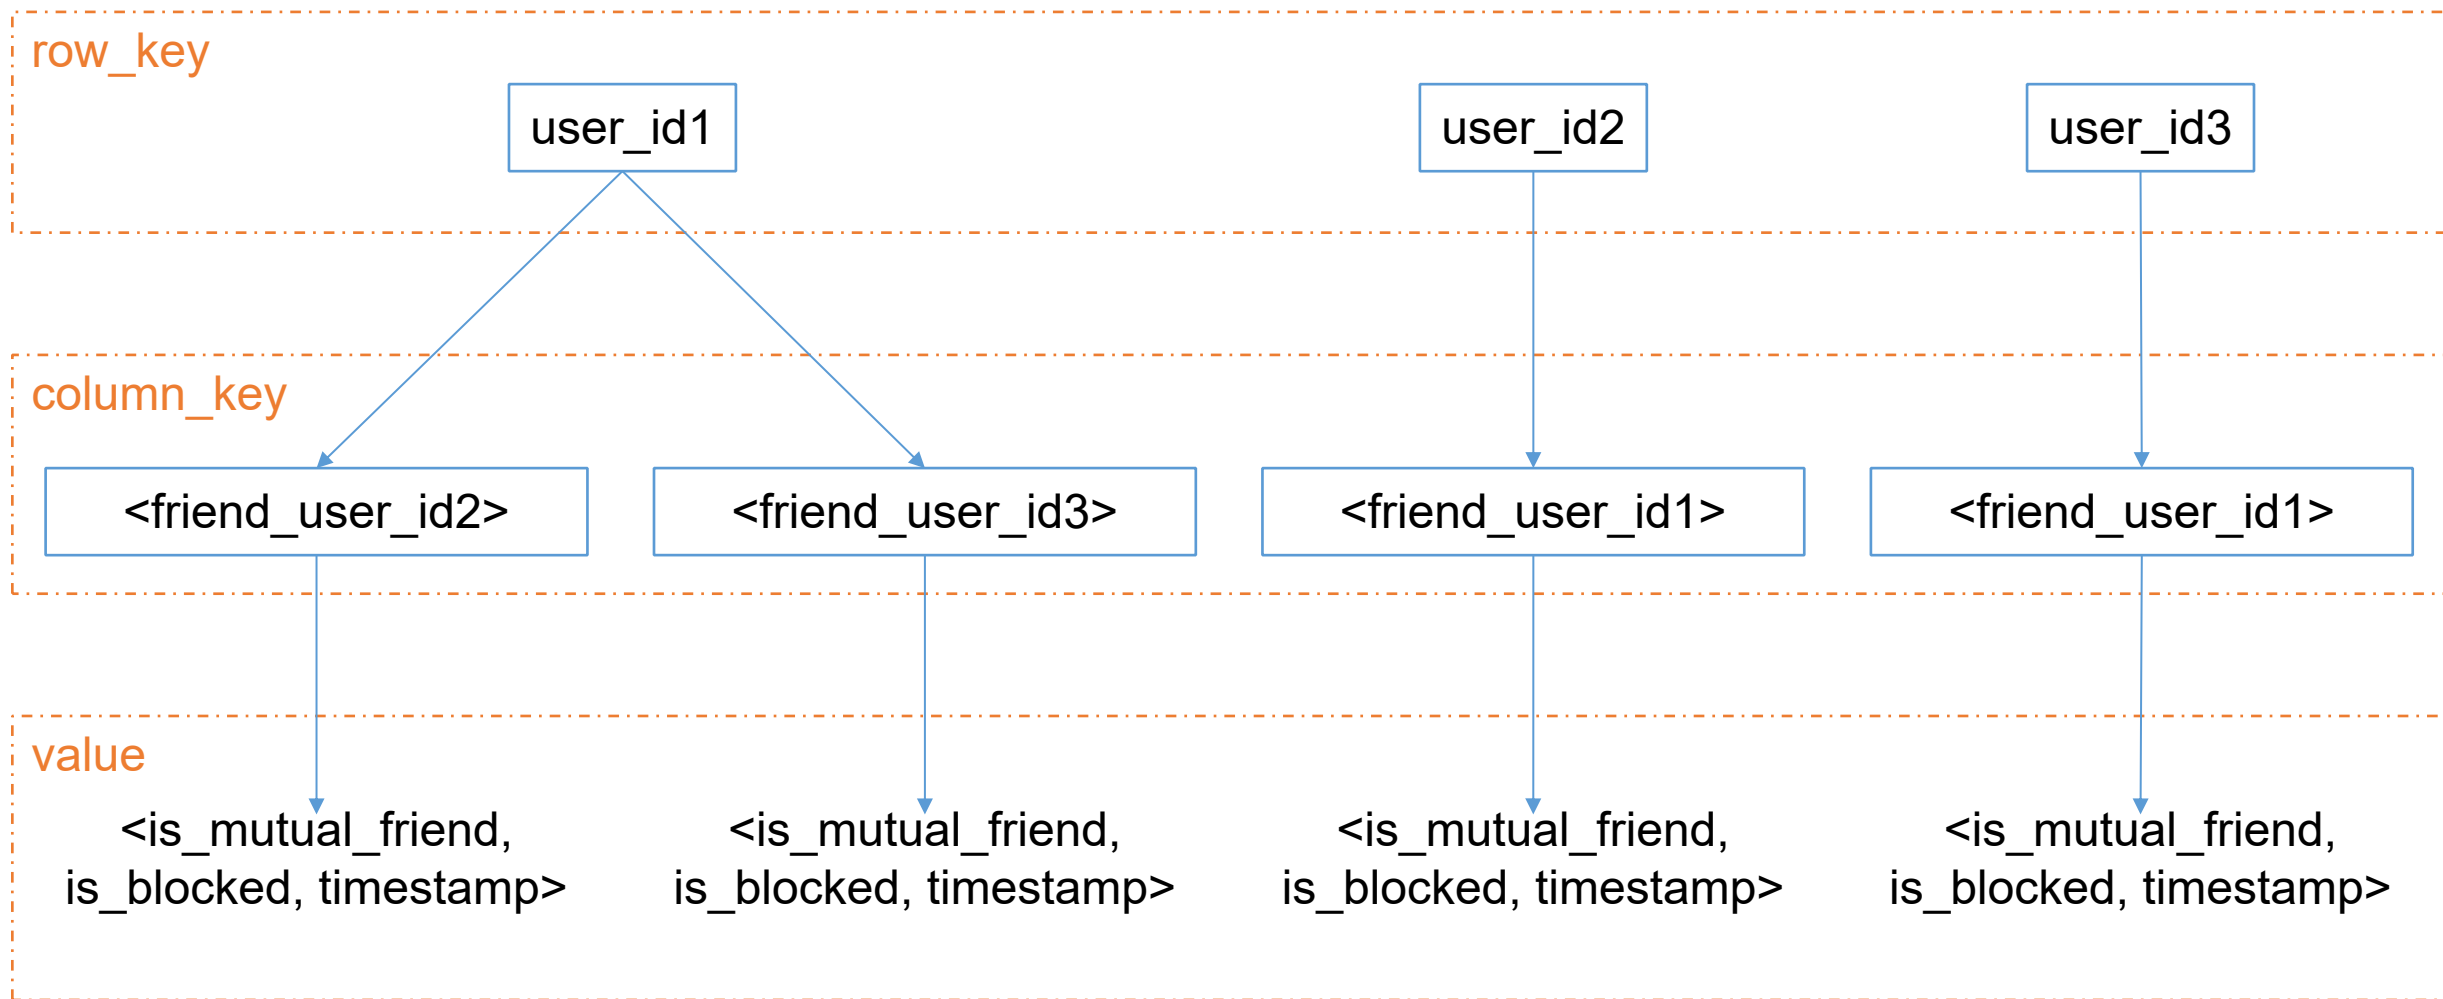 row_key
user_id1
user_id2
user_id3
column_key
<friend_user_id2>
<friend_user_id3>
<friend_user_id1>
<friend_user_id1>
value
<is_mutual_friend,
is_blocked, timestamp>
<is_mutual_friend,
is_blocked, timestamp>
<is_mutual_friend,
is_blocked, timestamp>
<is_mutual_friend,
is_blocked, timestamp>